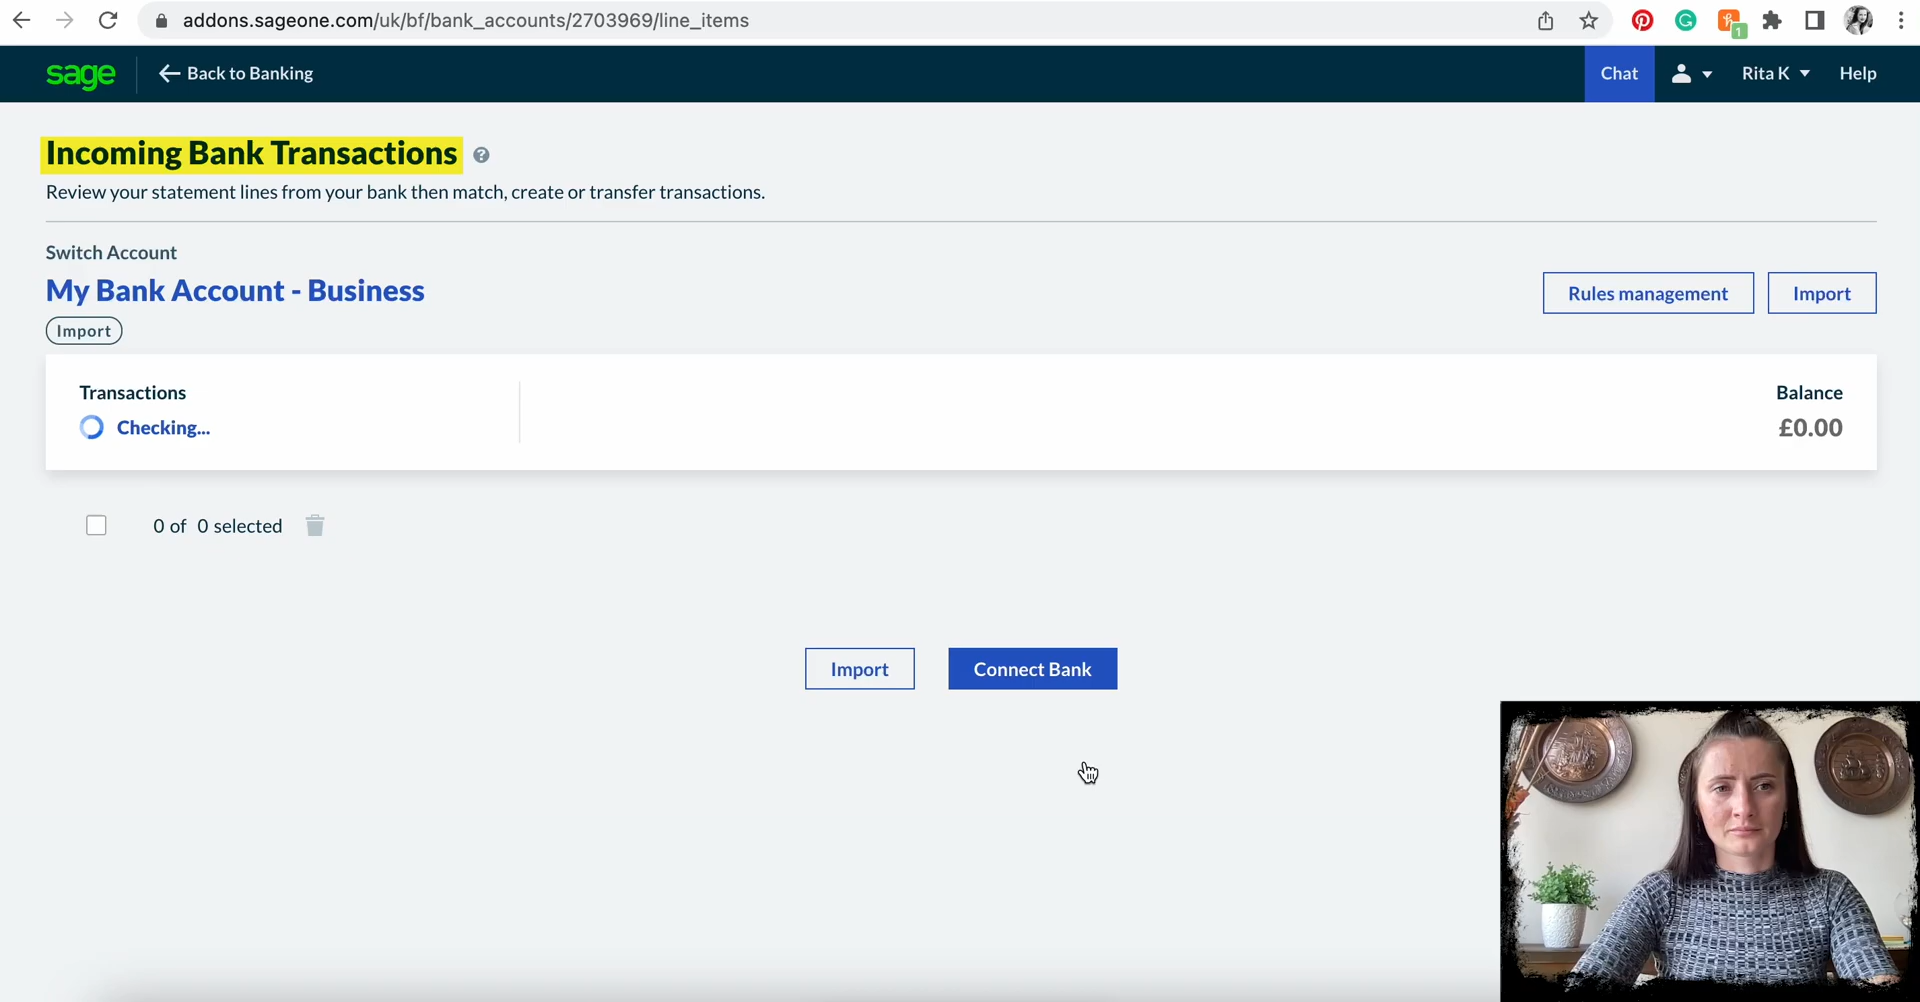 addons.sageone.com/uk/bf/bank_accounts/2703969/line_items
1
sage
Back to Banking
Chat
Rita K
Help
Incoming Bank Transactions ?
Review your statement lines from your bank then match, create or transfer transactions.
Switch Account
My Bank Account - Business
Rules management
Import
Import
Transactions
Balance
Checking...
£0.00
0 of 0 selected
Import
Connect Bank